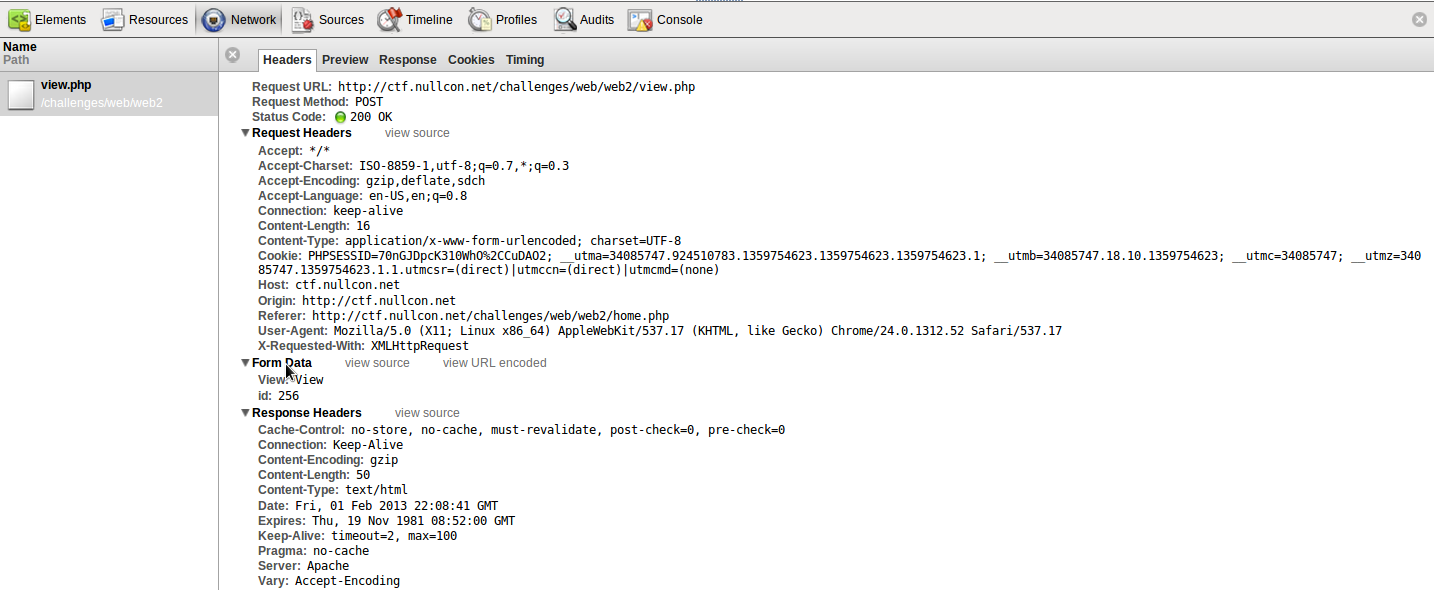 Elements Resources Network Sources Timeline Profiles Audits Console
Name
Path
Headers Preview Response Cookies Timing
view.php
/challenges/web/web2
Request URL: http://ctf.nullcon.net/challenges/web/web2/view.php
Request Method: POST
Status Code: 200 OK
Request Headers view source
Accept: */*
Accept-Charset: ISO-8859-1,utf-8;q=0.7,*;q=0.3
Accept-Encoding: gzip,deflate,sdch
Accept-Language: en-US,en;q=0.8
Connection: keep-alive
Content-Length: 16
Content-Type: application/x-www-form-urlencoded; charset=UTF-8
Cookie: PHPSESSID=70nGJDpcK310WhO%2CCuDAO2; __utma=34085747.924510783.1359754623.1359754623.1359754623.1; __utmb=34085747.18.10.1359754623; __utmc=34085747; __utmz=340
85747.1359754623.1.1.utmcsr=(direct)|utmccn=(direct)|utmcmd=(none)
Host: ctf.nullcon.net
Origin: http://ctf.nullcon.net
Referer: http://ctf.nullcon.net/challenges/web/web2/home.php
User-Agent: Mozilla/5.0 (X11; Linux x86_64) AppleWebKit/537.17 (KHTML, like Gecko) Chrome/24.0.1312.52 Safari/537.17
X-Requested-With: XMLHttpRequest
Form Data view source view URL encoded
View: View
id: 256
Response Headers view source
Cache-Control: no-store, no-cache, must-revalidate, post-check=0, pre-check=0
Connection: Keep-Alive
Content-Encoding: gzip
Content-Length: 50
Content-Type: text/html
Date: Fri, 01 Feb 2013 22:08:41 GMT
Expires: Thu, 19 Nov 1981 08:52:00 GMT
Keep-Alive: timeout=2, max=100
Pragma: no-cache
Server: Apache
Vary: Accept-Encoding